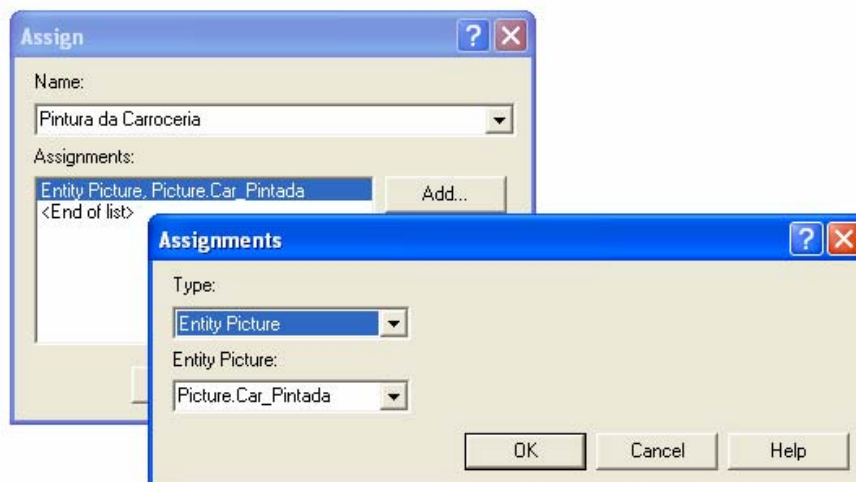 Assign
Name:
Pintura da Carroceria
Assignments:
Entity Picture, Picture.Car_Pintada
<End of list>
Add...
Assignments
Type:
Entity Picture
Entity Picture:
Picture.Car_Pintada
OK
Cancel
Help